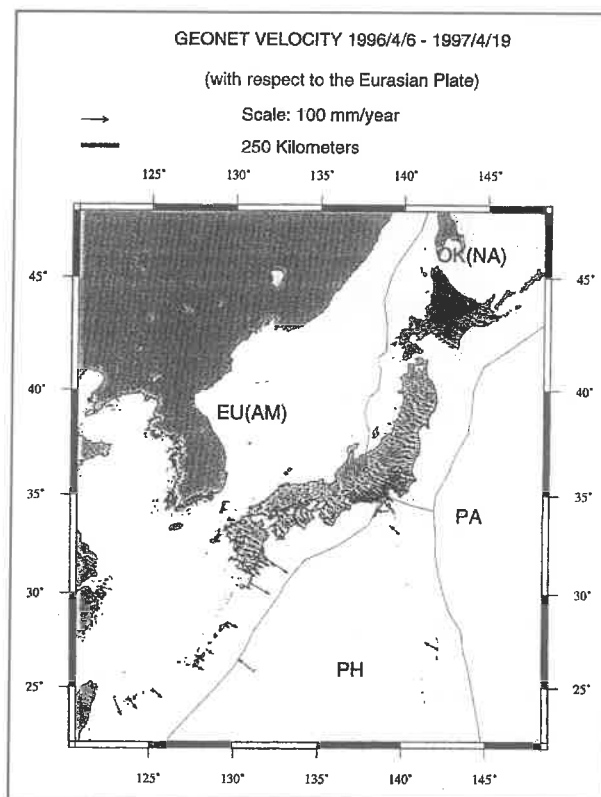 GEONET VELOCITY 1996/4/6 - 1997/4/19
(with respect to the Eurasian Plate)
Scale: 100 mm/year
250 Kilometers
125° 130° 135° 140° 145°
OK(NA)
45° 45°
40° 40°
EU(AM)
35° 35°
PA
30° 30°
PH
25° 25°
125° 130° 135° 140° 145°